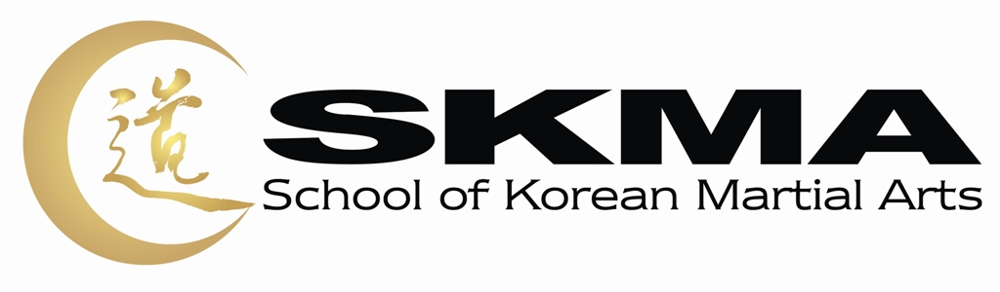 道
SKMA
School of Korean Martial Arts